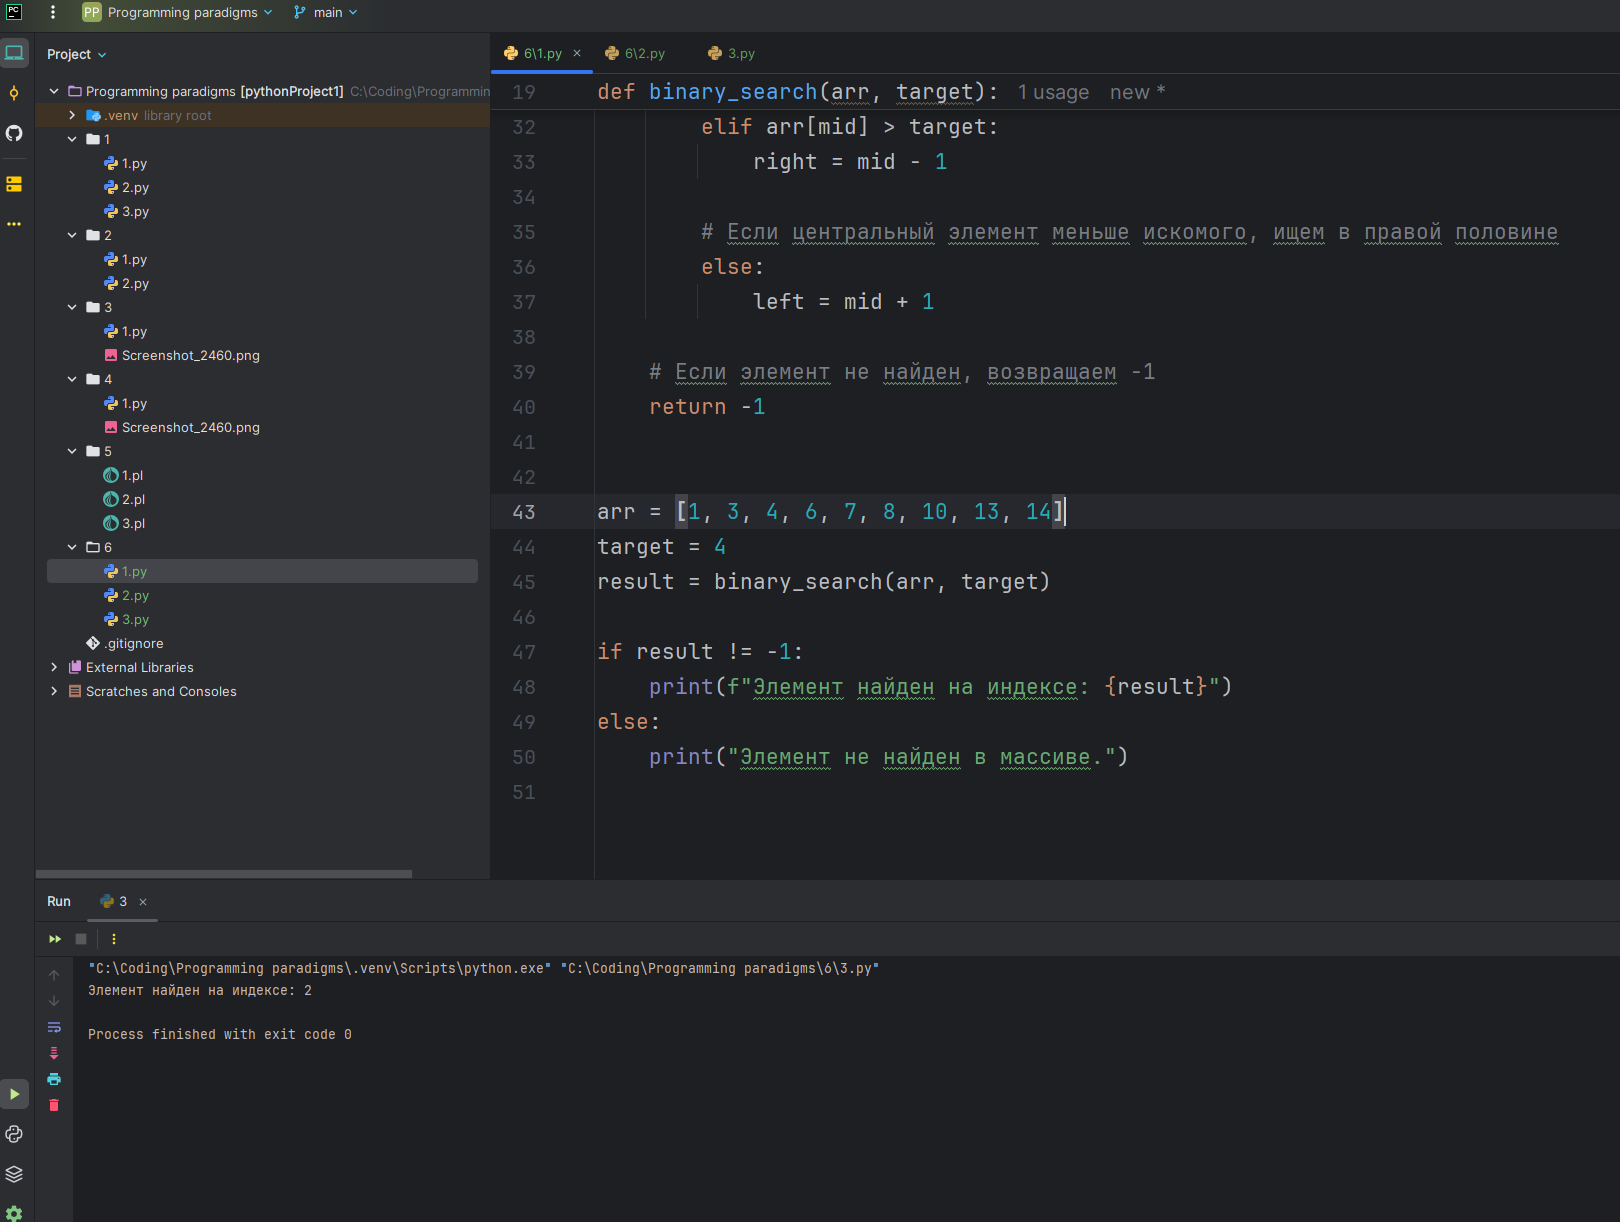 PC
PP Programming paradigms main
Project
Programming paradigms [pythonProject1] C:\Coding\Programmin
.venv library root
1
1.py
2.py
3.py
2
1.py
2.py
3
1.py
Screenshot_2460.png
4
1.py
Screenshot_2460.png
5
1.pl
2.pl
3.pl
6
1.py
2.py
3.py
.gitignore
External Libraries
Scratches and Consoles
6\1.py × 6\2.py 3.py
19 def binary_search(arr, target): 1 usage new *
32 elif arr[mid] > target:
33 right = mid - 1
34
35 # Если центральный элемент меньше искомого, ищем в правой половине
36 else:
37 left = mid + 1
38
39 # Если элемент не найден, возвращаем -1
40 return -1
41
42
43 arr = [1, 3, 4, 6, 7, 8, 10, 13, 14]
44 target = 4
45 result = binary_search(arr, target)
46
47 if result != -1:
48 print(f"Элемент найден на индексе: {result}")
49 else:
50 print("Элемент не найден в массиве.")
51
Run 3 ×
"C:\Coding\Programming paradigms\.venv\Scripts\python.exe" "C:\Coding\Programming paradigms\6\3.py"
Элемент найден на индексе: 2
Process finished with exit code 0